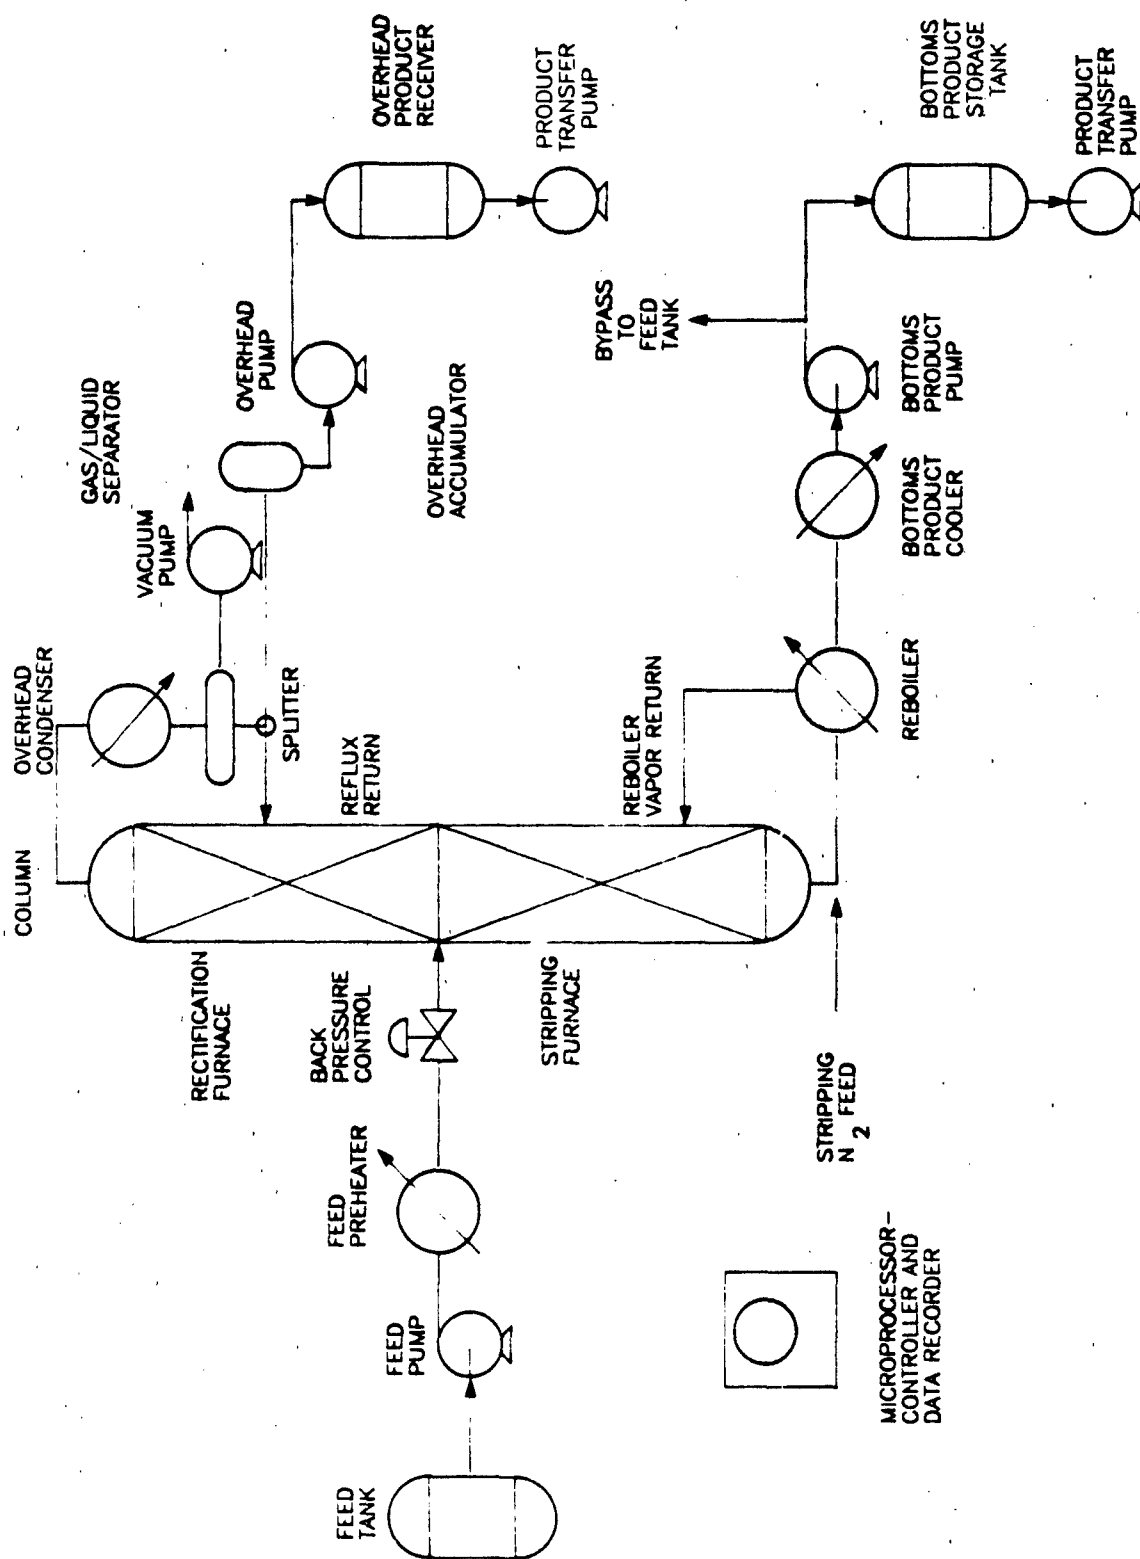 FEED
TANK
FEED
PUMP
FEED
PREHEATER
BACK
PRESSURE
CONTROL
RECTIFICATION
FURNACE
STRIPPING
FURNACE
COLUMN
OVERHEAD
CONDENSER
VACUUM
PUMP
GAS/LIQUID
SEPARATOR
SPLITTER
REFLUX
RETURN
OVERHEAD
PUMP
OVERHEAD
ACCUMULATOR
OVERHEAD
PRODUCT
RECEIVER
PRODUCT
TRANSFER
PUMP
REBOILER
VAPOR RETURN
BYPASS
TO
FEED
TANK
STRIPPING
N2 FEED
REBOILER
BOTTOMS
PRODUCT
COOLER
BOTTOMS
PRODUCT
PUMP
BOTTOMS
PRODUCT
STORAGE
TANK
PRODUCT
TRANSFER
PUMP
MICROPROCESSOR-
CONTROLLER AND
DATA RECORDER